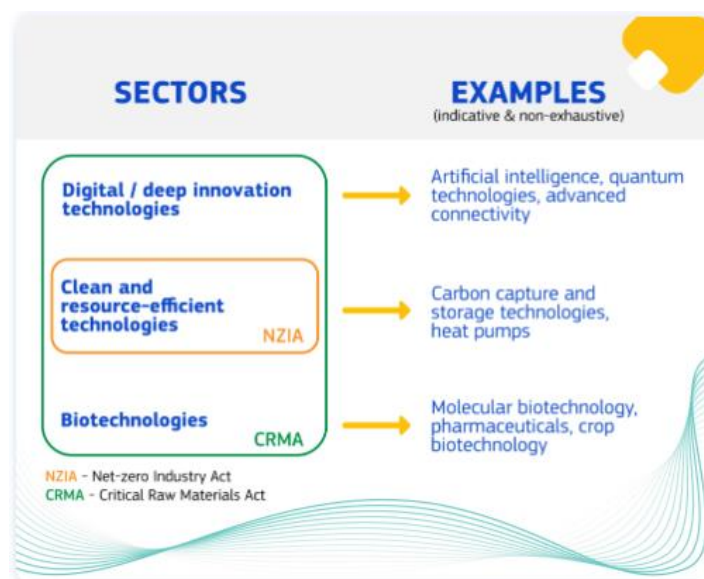 SECTORS
EXAMPLES
(indicative & non-exhaustive)
Digital / deep innovation
technologies
Artificial intelligence, quantum
technologies, advanced
connectivity
Clean and
resource-efficient
technologies
NZIA
Carbon capture and
storage technologies,
heat pumps
Biotechnologies
CRMA
Molecular biotechnology,
pharmaceuticals, crop
biotechnology
NZIA - Net-zero Industry Act
CRMA - Critical Raw Materials Act